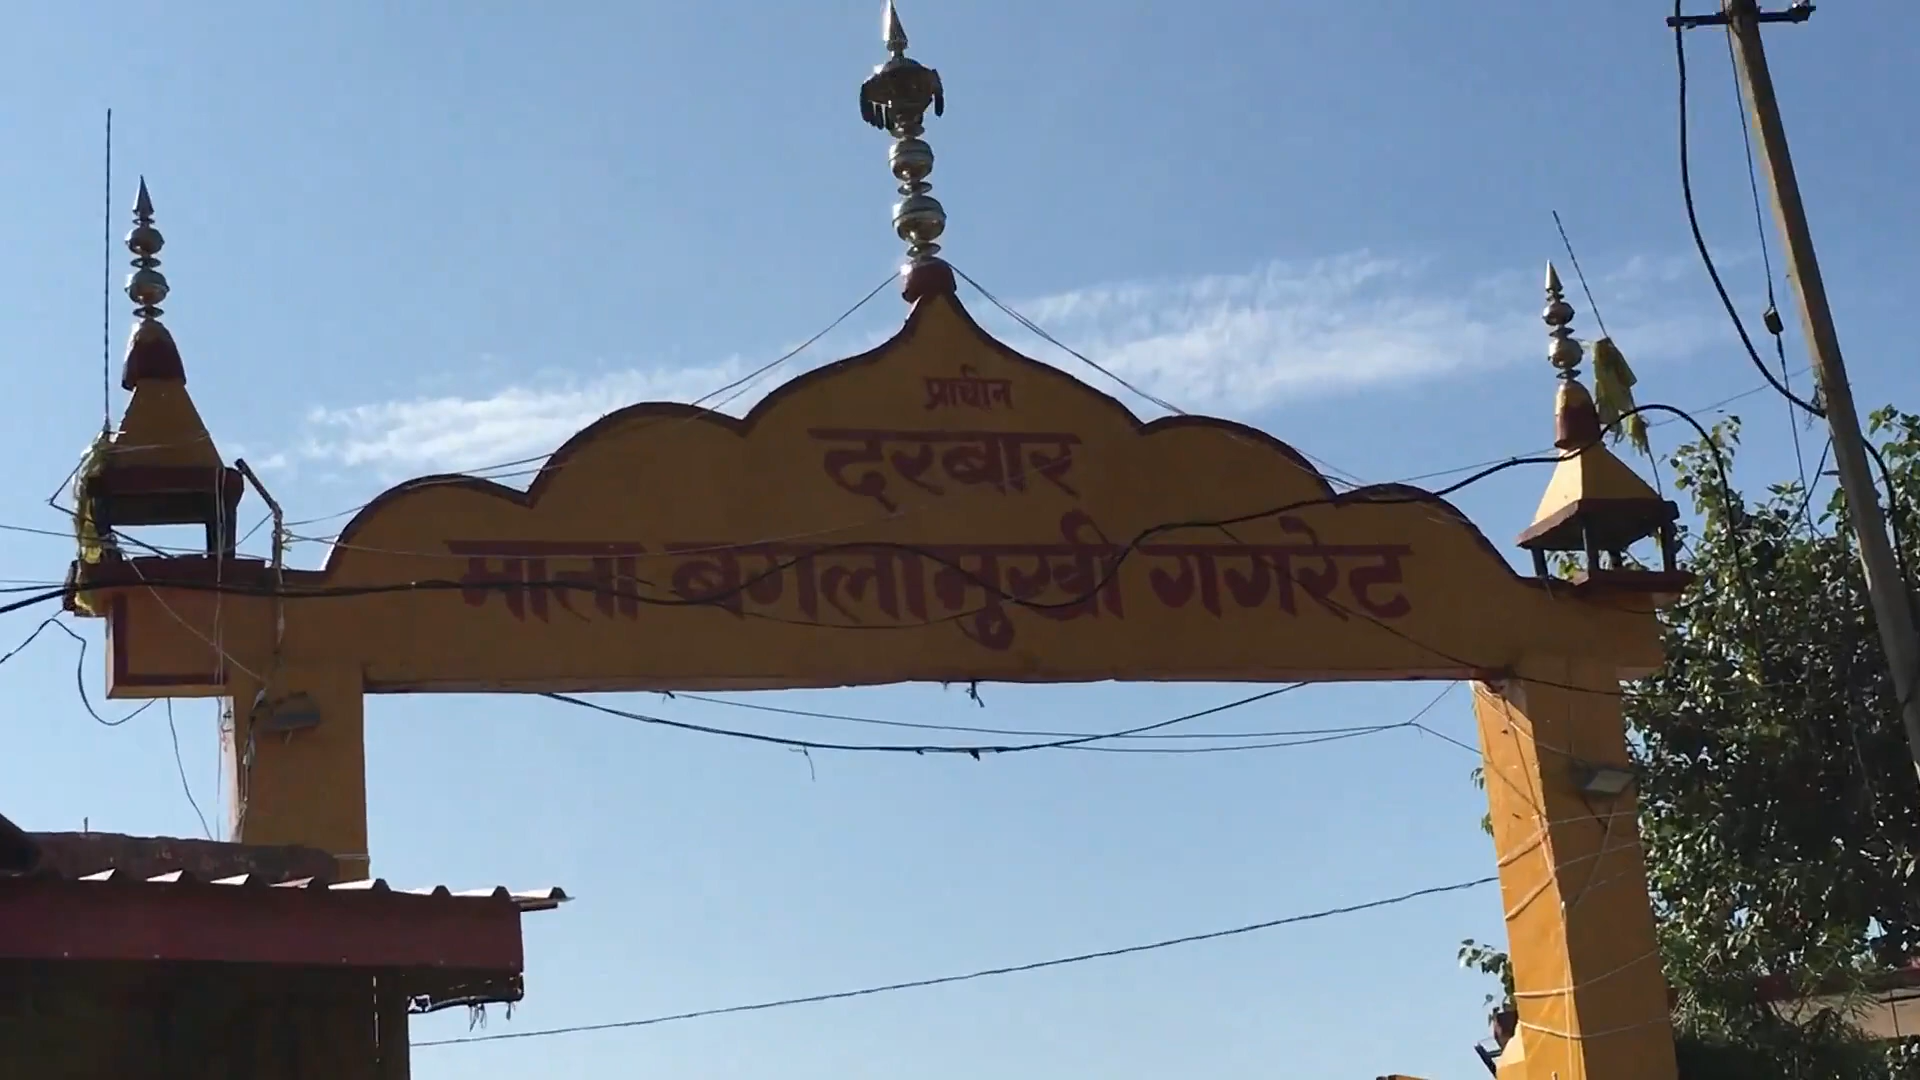 प्राचीन
दरबार
माता बगलामुखी गगरेट